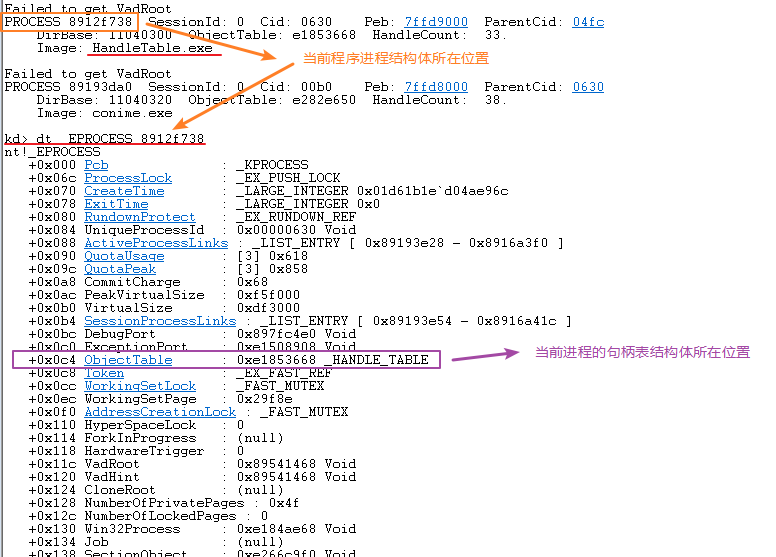 Failed to get VadRoot
PROCESS 8912f738  SessionId: 0  Cid: 0630    Peb: 7ffd9000  ParentCid: 04fc
    DirBase: 11040300  ObjectTable: e1853668  HandleCount:  33.
    Image: HandleTable.exe
当前程序进程结构体所在位置
Failed to get VadRoot
PROCESS 89193da0  SessionId: 0  Cid: 00b0    Peb: 7ffd8000  ParentCid: 0630
    DirBase: 11040320  ObjectTable: e282e650  HandleCount:  38.
    Image: conime.exe
kd> dt _EPROCESS 8912f738
nt!_EPROCESS
   +0x000 Pcb              : _KPROCESS
   +0x06c ProcessLock      : _EX_PUSH_LOCK
   +0x070 CreateTime       : _LARGE_INTEGER 0x01d61b1e`d04ae96c
   +0x078 ExitTime         : _LARGE_INTEGER 0x0
   +0x080 RundownProtect   : _EX_RUNDOWN_REF
   +0x084 UniqueProcessId  : 0x00000630 Void
   +0x088 ActiveProcessLinks : _LIST_ENTRY [ 0x89193e28 - 0x8916a3f0 ]
   +0x090 QuotaUsage       : [3] 0x618
   +0x09c QuotaPeak        : [3] 0x858
   +0x0a8 CommitCharge     : 0x68
   +0x0ac PeakVirtualSize  : 0xf5f000
   +0x0b0 VirtualSize      : 0xdf3000
   +0x0b4 SessionProcessLinks : _LIST_ENTRY [ 0x89193e54 - 0x8916a41c ]
   +0x0bc DebugPort        : 0x897fc4e0 Void
   +0x0c0 ExceptionPort    : 0xe1508908 Void
   +0x0c4 ObjectTable      : 0xe1853668 _HANDLE_TABLE
当前进程的句柄表结构体所在位置
   +0x0c8 Token            : _EX_FAST_REF
   +0x0cc WorkingSetLock   : _FAST_MUTEX
   +0x0ec WorkingSetPage   : 0x29f8e
   +0x0f0 AddressCreationLock : _FAST_MUTEX
   +0x110 HyperSpaceLock   : 0
   +0x114 ForkInProgress   : (null)
   +0x118 HardwareTrigger  : 0
   +0x11c VadRoot          : 0x89541468 Void
   +0x120 VadHint          : 0x89541468 Void
   +0x124 CloneRoot        : (null)
   +0x128 NumberOfPrivatePages : 0x4f
   +0x12c NumberOfLockedPages : 0
   +0x130 Win32Process     : 0xe184ae68 Void
   +0x134 Job              : (null)
   +0x138 SectionObject    : 0xe266c9f0 Void